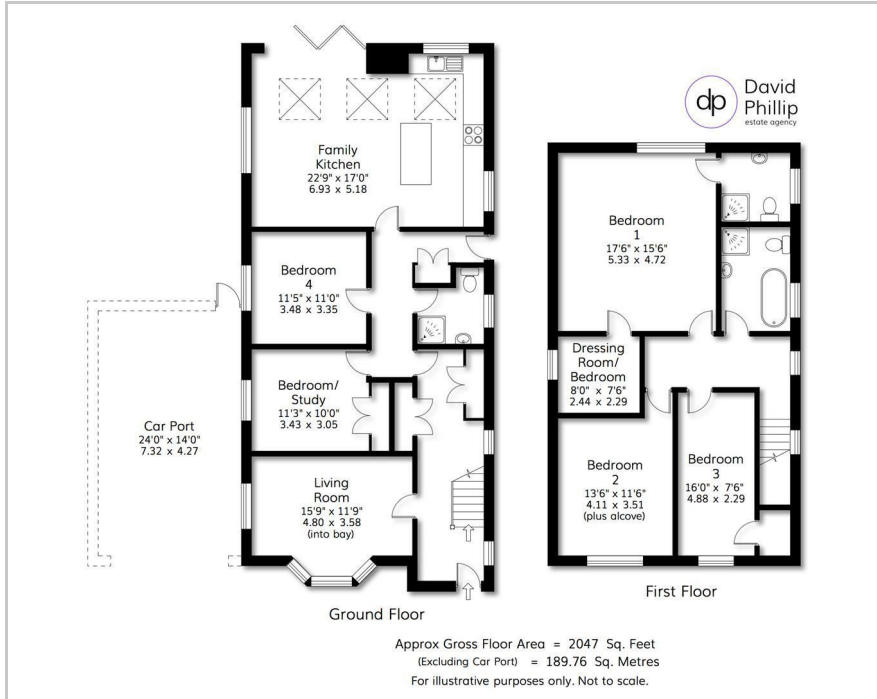 dp
David
Phillip
estate agency
Family
Kitchen
22'9" x 17'0"
6.93 x 5.18
Bedroom
4
11'5" x 11'0"
3.48 x 3.35
Bedroom/
Study
11'3" x 10'0"
3.43 x 3.05
Car Port
24'0" x 14'0"
7.32 x 4.27
Living
Room
15'9" x 11'9"
4.80 x 3.58
(into bay)
Ground Floor
Bedroom
1
17'6" x 15'6"
5.33 x 4.72
Dressing
Room/
Bedroom
8'0" x 7'6"
2.44 x 2.29
Bedroom
2
13'6" x 11'6"
4.11 x 3.51
(plus alcove)
Bedroom
3
16'0" x 7'6"
4.88 x 2.29
First Floor
Approx Gross Floor Area = 2047 Sq. Feet
(Excluding Car Port) = 189.76 Sq. Metres
For illustrative purposes only. Not to scale.